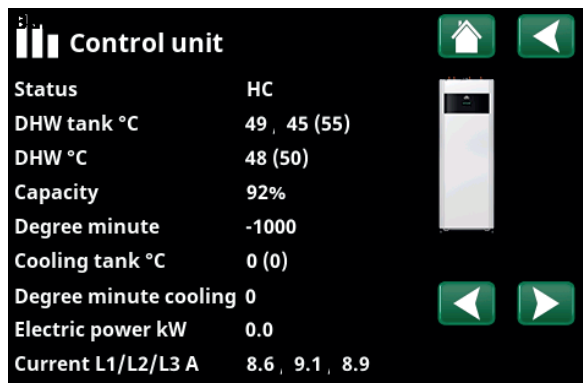 Control unit
Status HC
DHW tank °C 49 , 45 (55)
DHW °C 48 (50)
Capacity 92%
Degree minute -1000
Cooling tank °C 0 (0)
Degree minute cooling 0
Electric power kW 0.0
Current L1/L2/L3 A 8.6 , 9.1 , 8.9